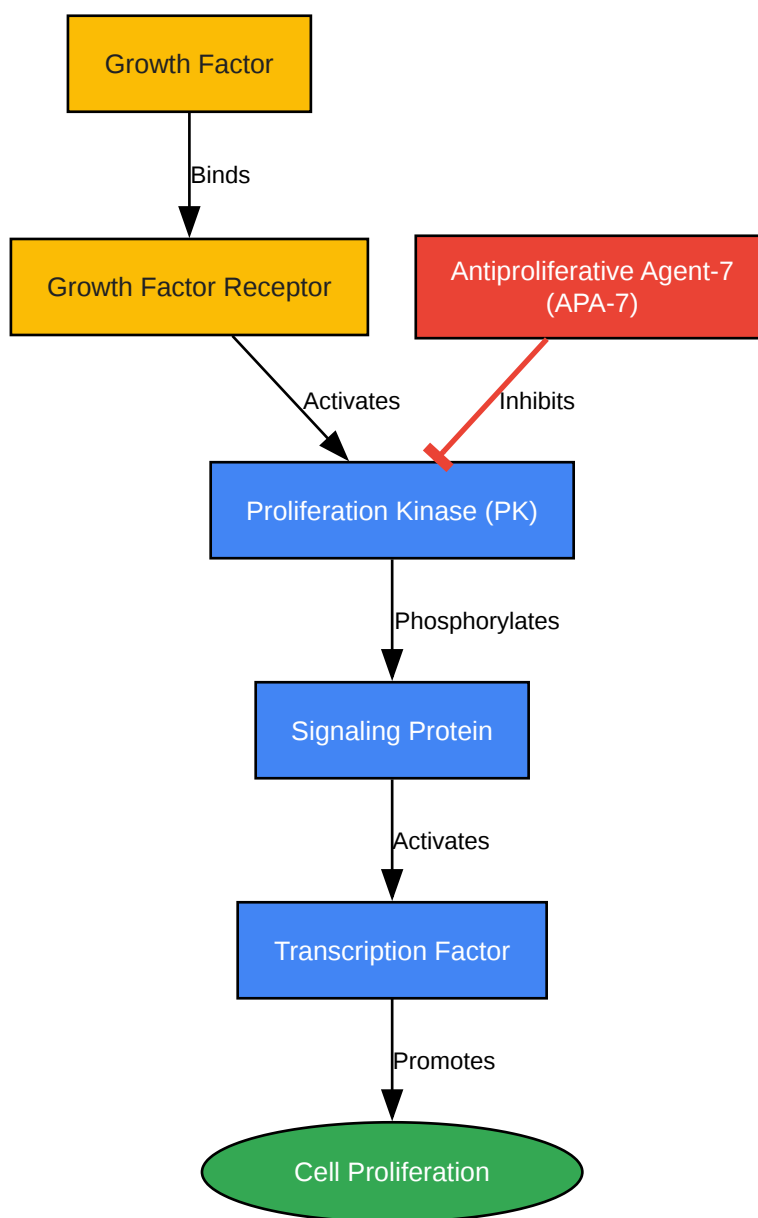 Growth Factor
Binds
Growth Factor Receptor
Antiproliferative Agent-7
(APA-7)
Activates
Inhibits
Proliferation Kinase (PK)
Phosphorylates
Signaling Protein
Activates
Transcription Factor
Promotes
Cell Proliferation